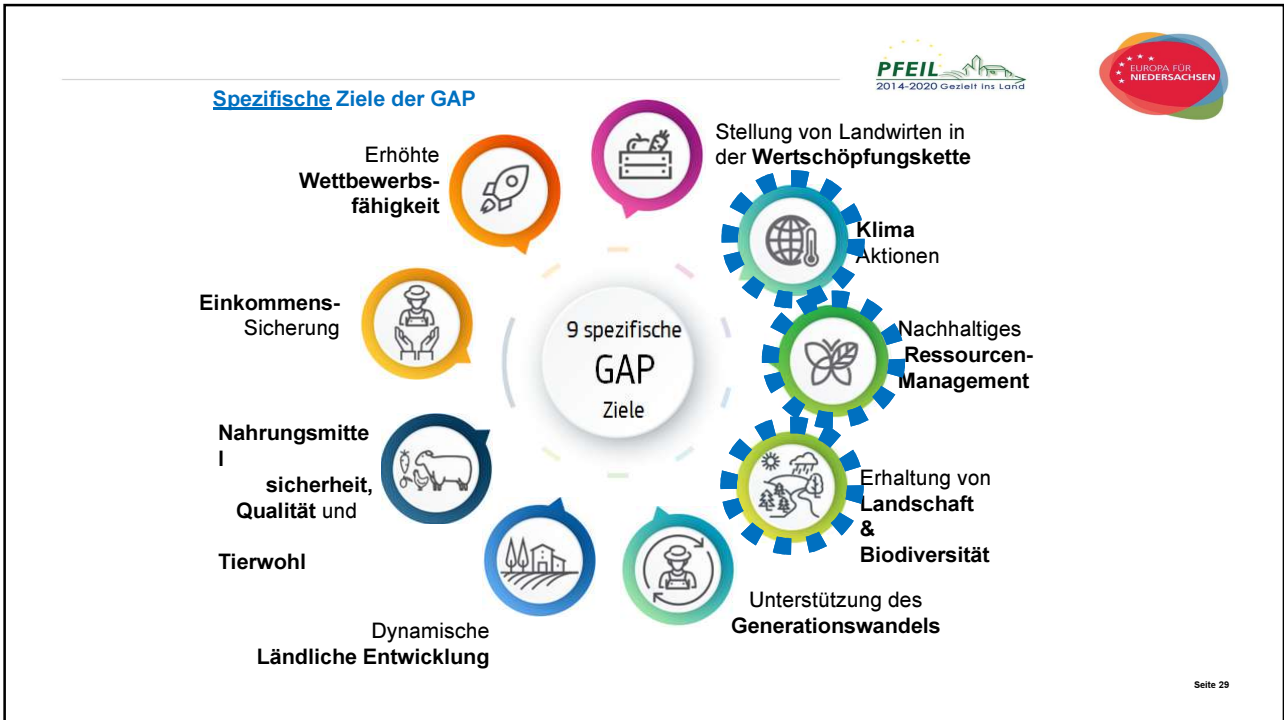 PFEIL
2014-2020 Gezielt ins Land
EUROPA FÜR
NIEDERSACHSEN
Spezifische Ziele der GAP
Erhöhte
Wettbewerbs-
fähigkeit
Stellung von Landwirten in
der Wertschöpfungskette
Klima
Aktionen
Einkommens-
Sicherung
9 spezifische
GAP
Ziele
Nachhaltiges
Ressourcen-
Management
Nahrungsmitte
l
sicherheit,
Qualität und
Tierwohl
Erhaltung von
Landschaft
&
Biodiversität
Unterstützung des
Generationswandels
Dynamische
Ländliche Entwicklung
Seite 29